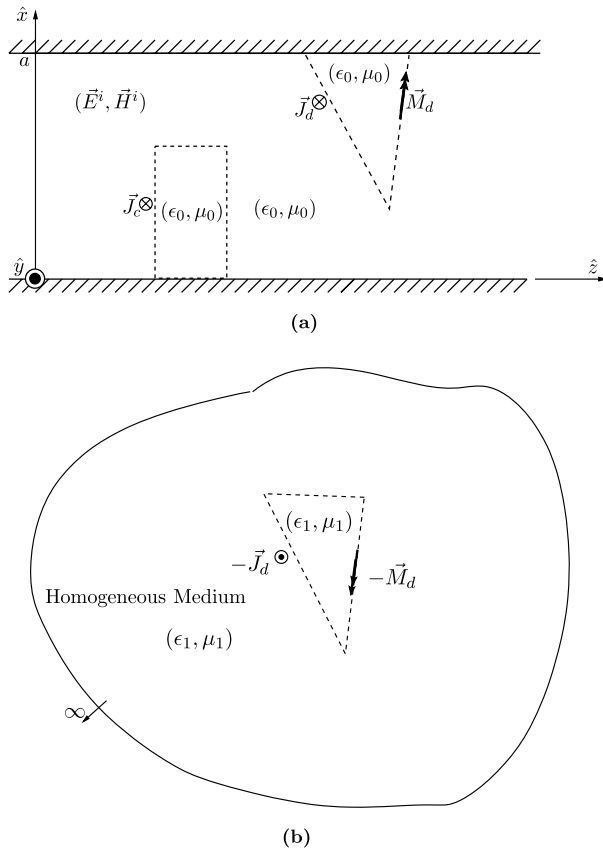 x̂
a
(ε₀, μ₀)
(E⃗ⁱ, H⃗ⁱ)
J⃗_d
M⃗_d
J⃗_c
(ε₀, μ₀)
(ε₀, μ₀)
ŷ
ẑ
(a)
(ε₁, μ₁)
−J⃗_d
−M⃗_d
Homogeneous Medium
(ε₁, μ₁)
∞
(b)